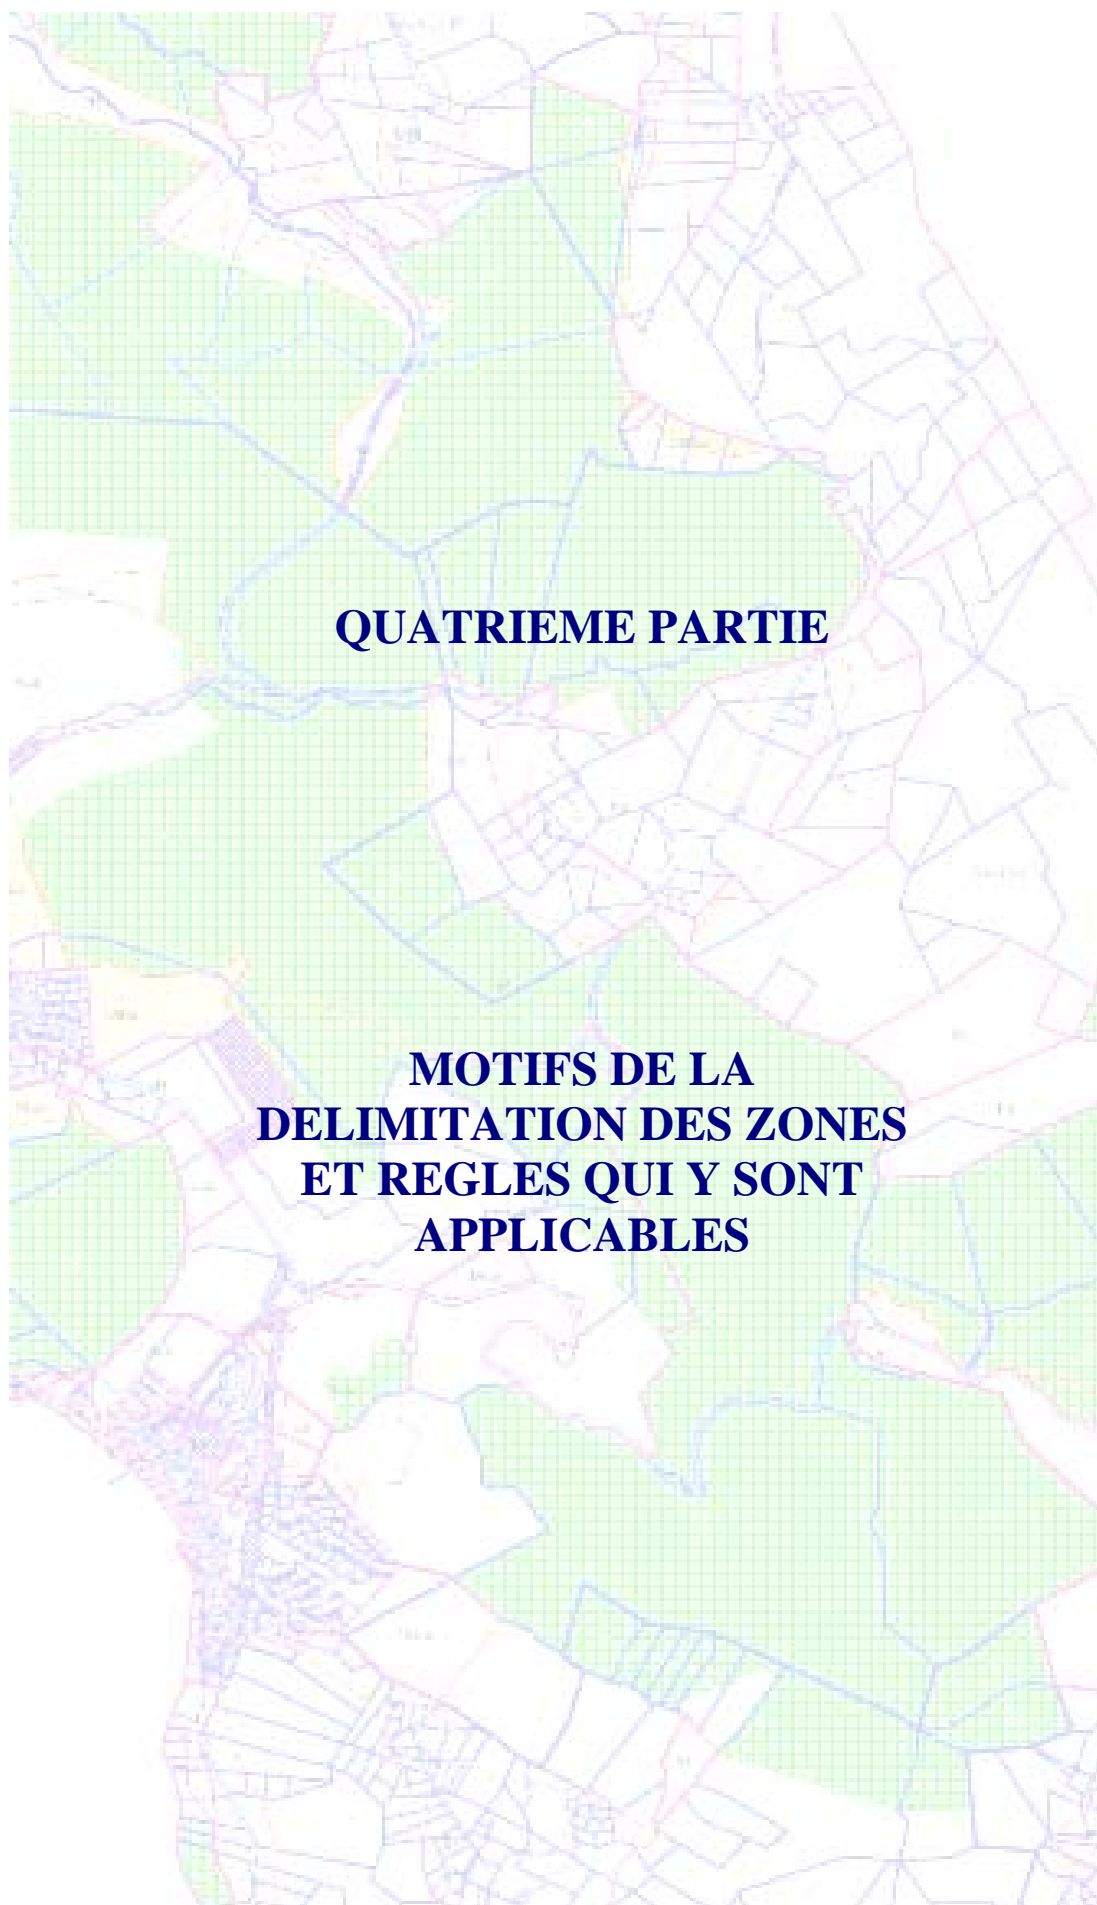 QUATRIEME PARTIE
MOTIFS DE LA
DELIMITATION DES ZONES
ET REGLES QUI Y SONT
APPLICABLES